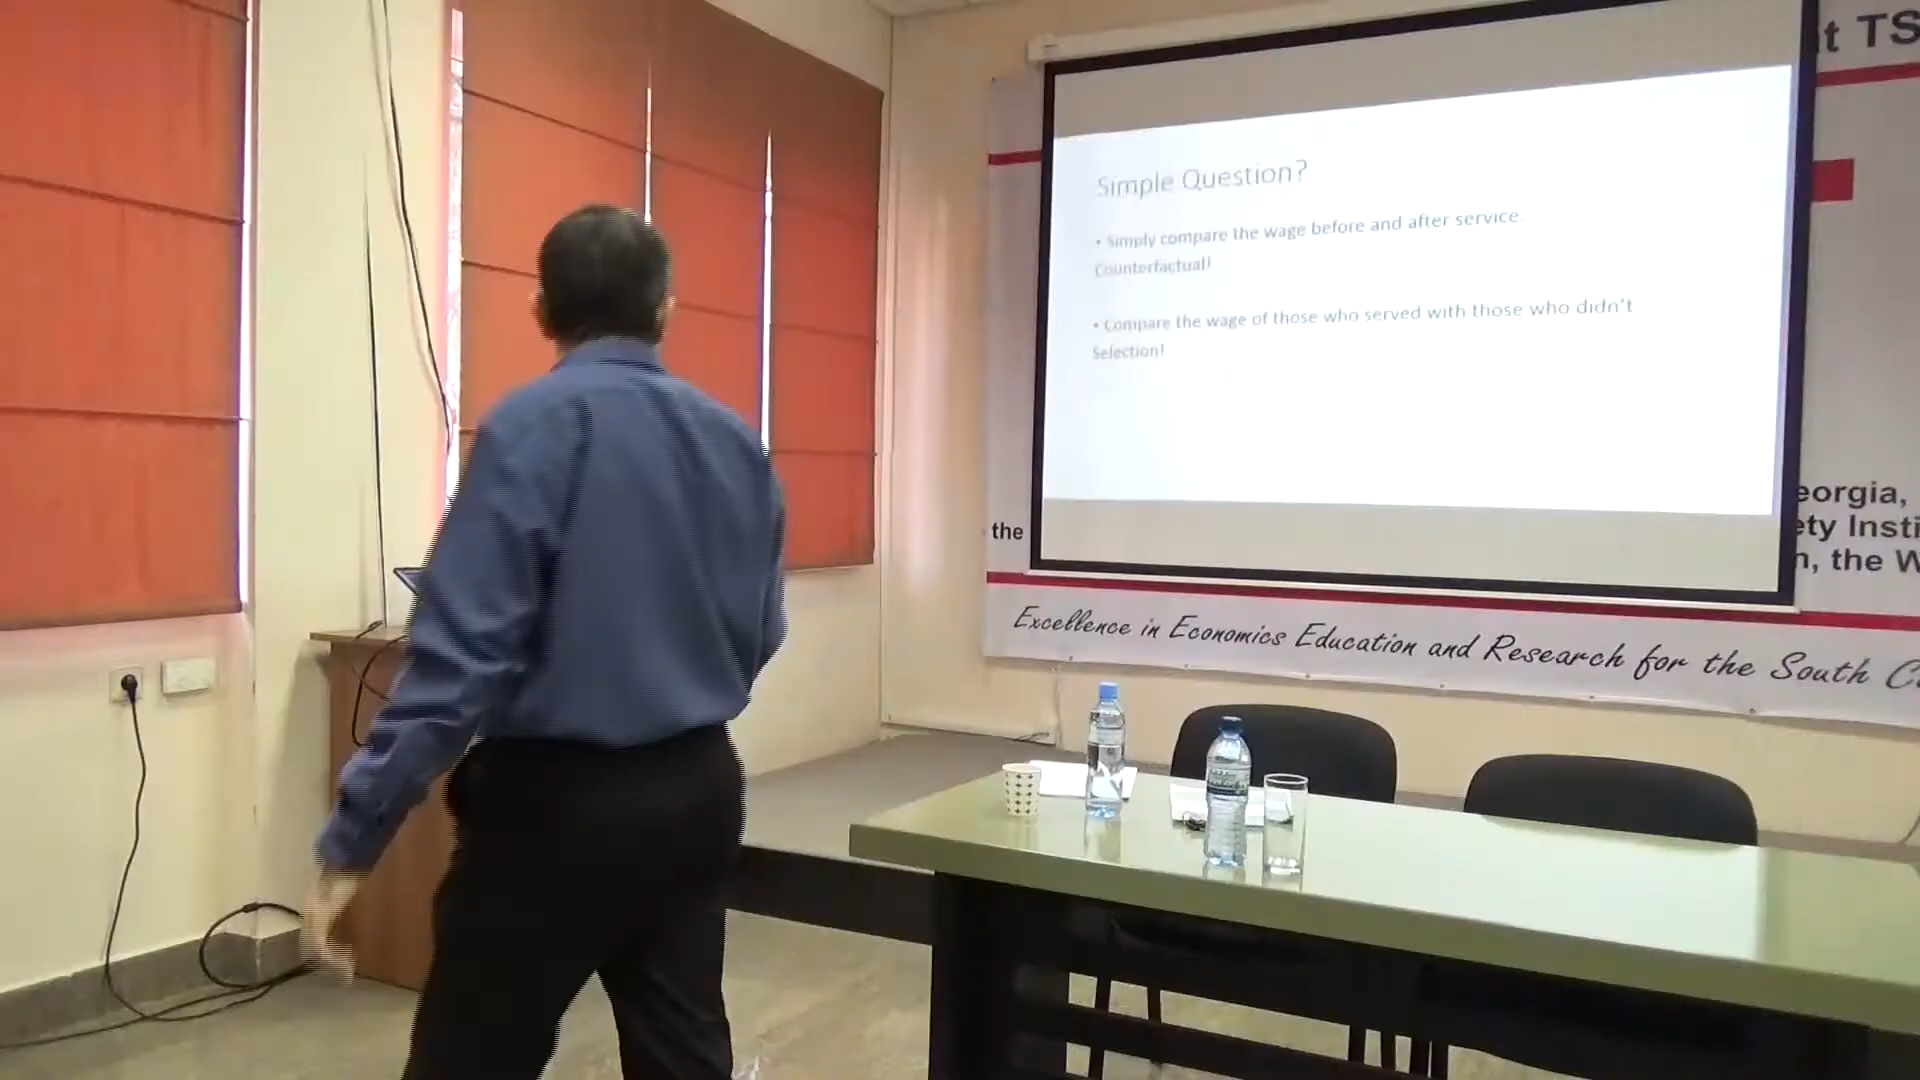 t TS
Simple Question?
• Simply compare the wage before and after service.
Counterfactual!
• Compare the wage of those who served with those who didn't
Selection!
eorgia,
the
ety Insti
n, the W
Excellence in Economics Education and Research for the South C